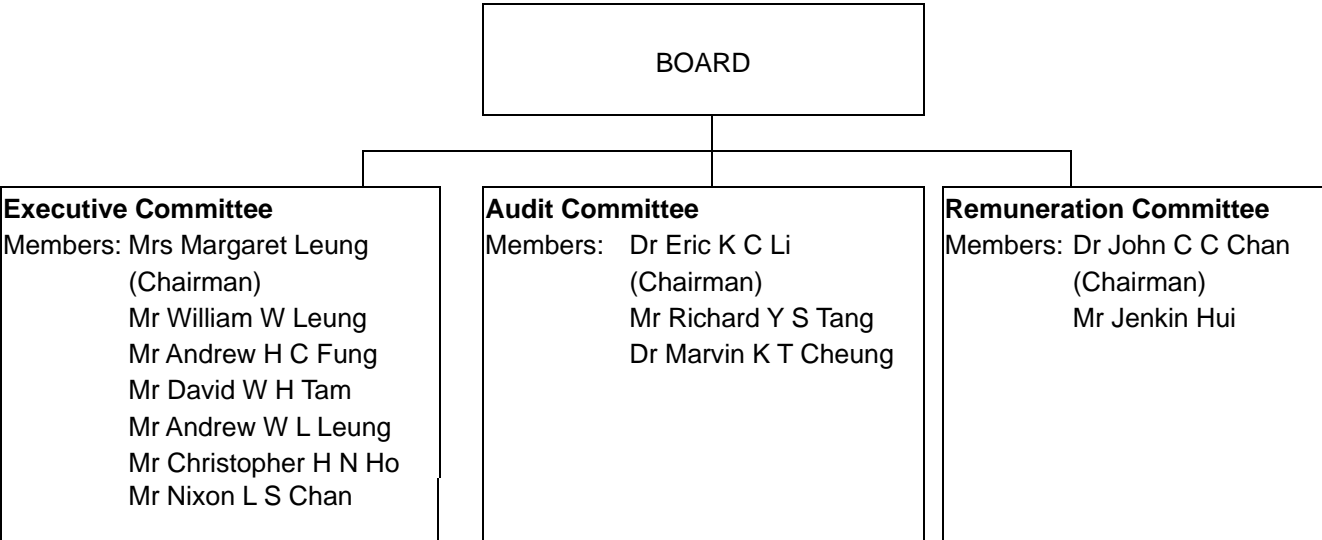 BOARD
Executive Committee
Members: Mrs Margaret Leung
(Chairman)
Mr William W Leung
Mr Andrew H C Fung
Mr David W H Tam
Mr Andrew W L Leung
Mr Christopher H N Ho
Mr Nixon L S Chan
Audit Committee
Members: Dr Eric K C Li
(Chairman)
Mr Richard Y S Tang
Dr Marvin K T Cheung
Remuneration Committee
Members: Dr John C C Chan
(Chairman)
Mr Jenkin Hui